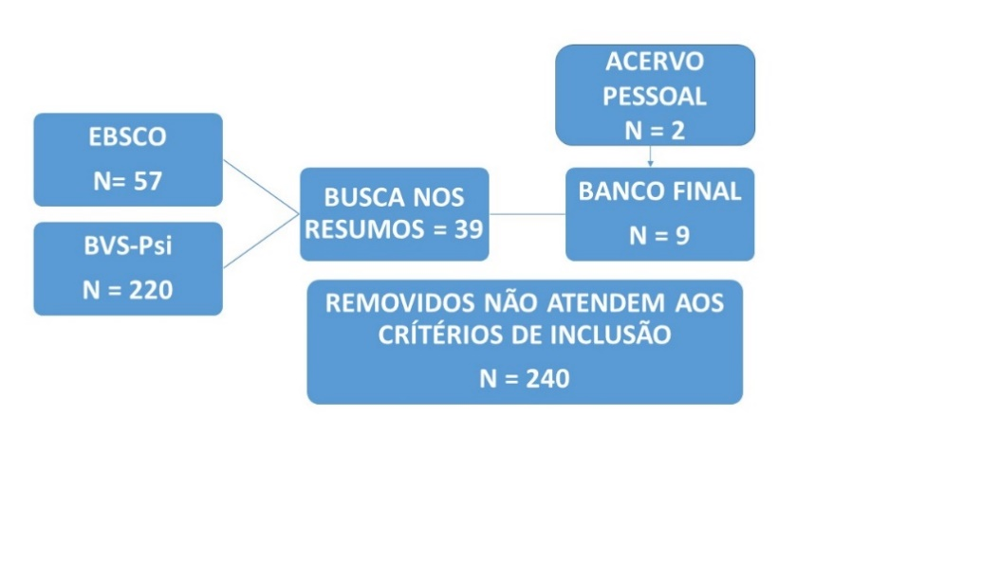 ACERVO
PESSOAL
N = 2
EBSCO
N= 57
BVS-Psi
N = 220
BUSCA NOS
RESUMOS = 39
BANCO FINAL
N = 9
REMOVIDOS NÃO ATENDEM AOS
CRÍTÉRIOS DE INCLUSÃO
N = 240